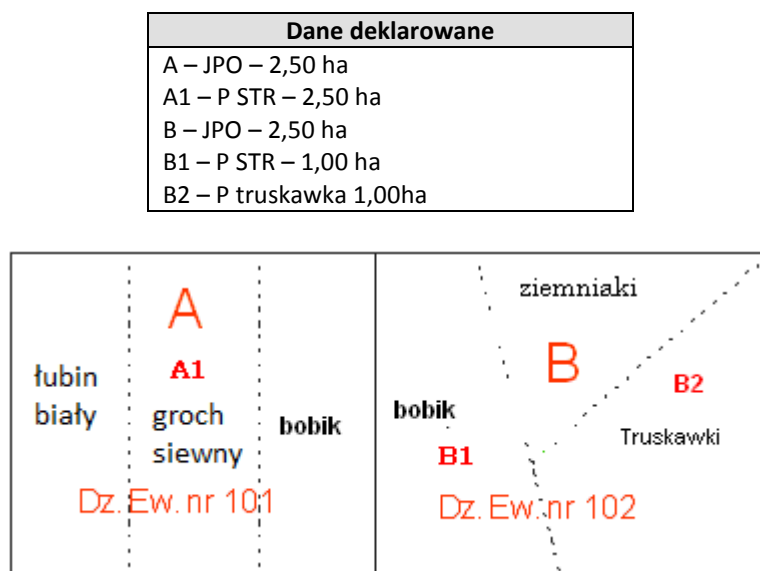 Dane deklarowane
A – JPO – 2,50 ha
A1 – P STR – 2,50 ha
B – JPO – 2,50 ha
B1 – P STR – 1,00 ha
B2 – P truskawka 1,00ha
A
łubin
biały
A1
groch
siewny
bobik
Dz. Ew. nr 101
ziemniaki
B
B2
bobik
Truskawki
B1
Dz. Ew. nr 102